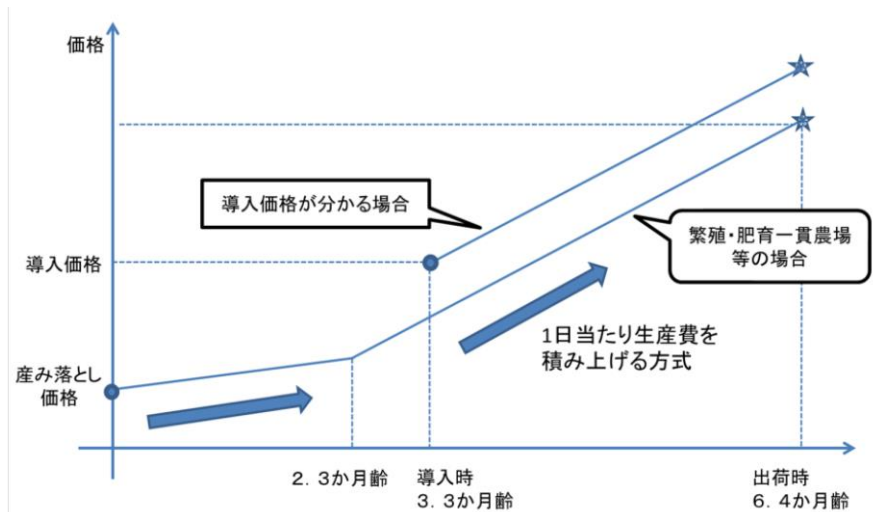 価格
導入価格が分かる場合
繁殖・肥育一貫農場
等の場合
導入価格
1日当たり生産費を
積み上げる方式
産み落とし
価格
2. 3か月齢
導入時
3. 3か月齢
出荷時
6. 4か月齢